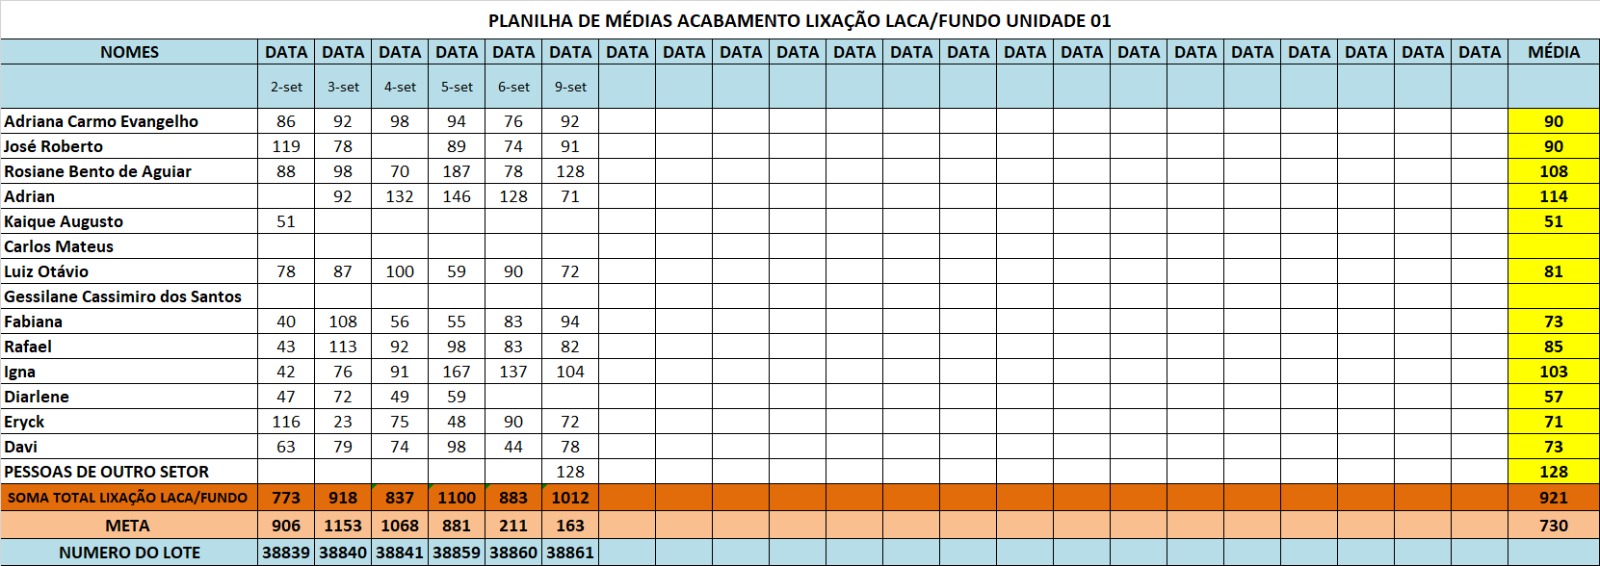 PLANILHA DE MÉDIAS ACABAMENTO LIXAÇÃO LACA/FUNDO UNIDADE 01
NOMES DATA DATA DATA DATA DATA DATA DATA DATA DATA DATA DATA DATA DATA DATA DATA DATA DATA DATA DATA DATA DATA DATA MÉDIA
2-set 3-set 4-set 5-set 6-set 9-set
Adriana Carmo Evangelho 86 92 98 94 76 92 90
José Roberto 119 78 89 74 91 90
Rosiane Bento de Aguiar 88 98 70 187 78 128 108
Adrian 92 132 146 128 71 114
Kaique Augusto 51 51
Carlos Mateus
Luiz Otávio 78 87 100 59 90 72 81
Gessilane Cassimiro dos Santos
Fabiana 40 108 56 55 83 94 73
Rafael 43 113 92 98 83 82 85
Igna 42 76 91 167 137 104 103
Diarlene 47 72 49 59 57
Eryck 116 23 75 48 90 72 71
Davi 63 79 74 98 44 78 73
PESSOAS DE OUTRO SETOR 128 128
SOMA TOTAL LIXAÇÃO LACA/FUNDO 773 918 837 1100 883 1012 921
META 906 1153 1068 881 211 163 730
NUMERO DO LOTE 38839 38840 38841 38859 38860 38861